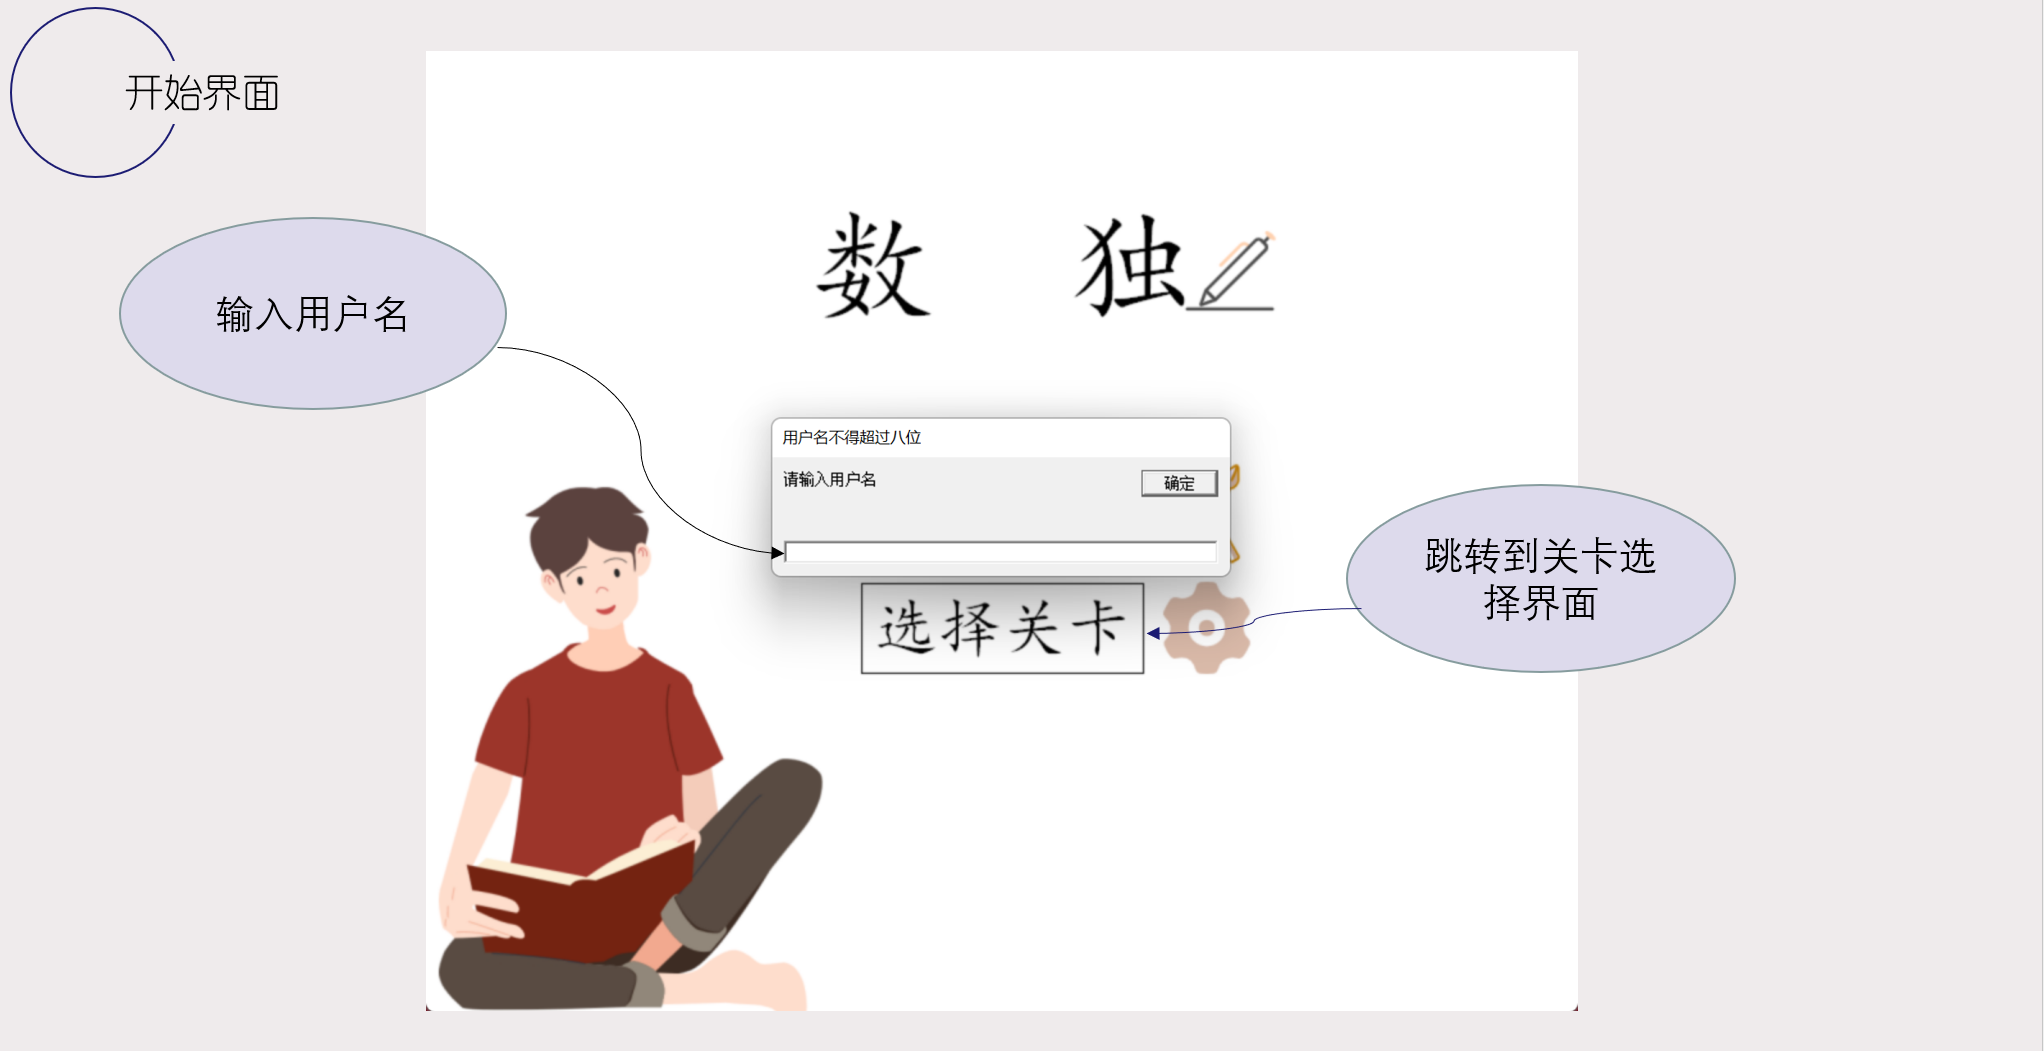 开始界面
数 独
输入用户名
用户名不得超过八位
请输入用户名
确定
跳转到关卡选
择界面
选择关卡